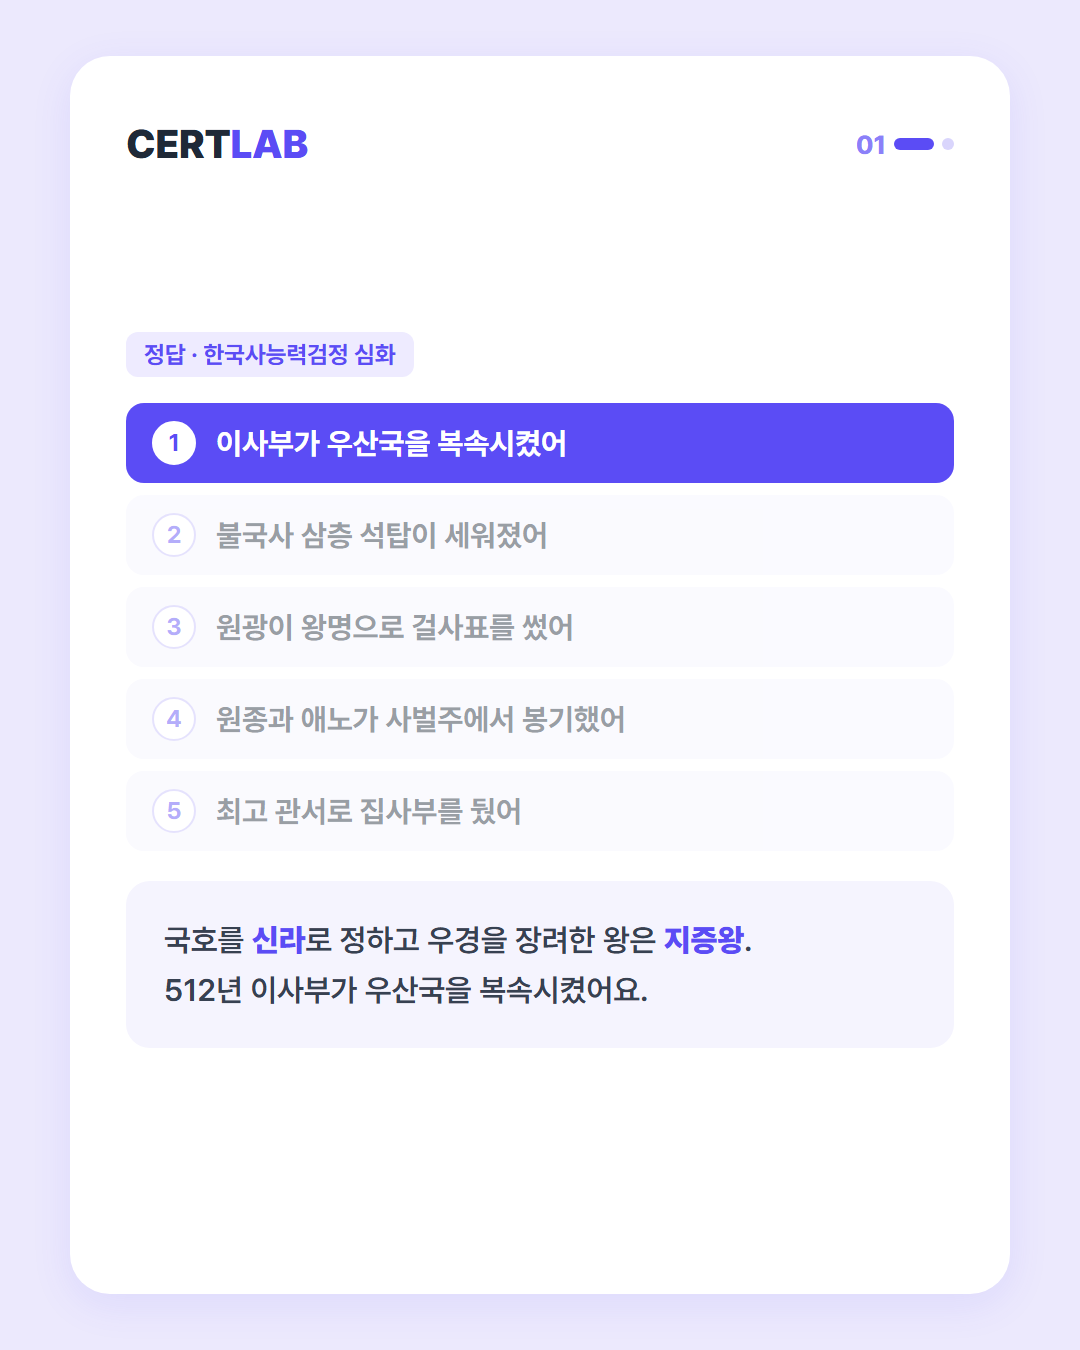 CERTLAB
01
정답 · 한국사능력검정 심화
1 이사부가 우산국을 복속시켰어
2 불국사 삼층 석탑이 세워졌어
3 원광이 왕명으로 걸사표를 썼어
4 원종과 애노가 사벌주에서 봉기했어
5 최고 관서로 집사부를 뒀어
국호를 신라로 정하고 우경을 장려한 왕은 지증왕.
512년 이사부가 우산국을 복속시켰어요.